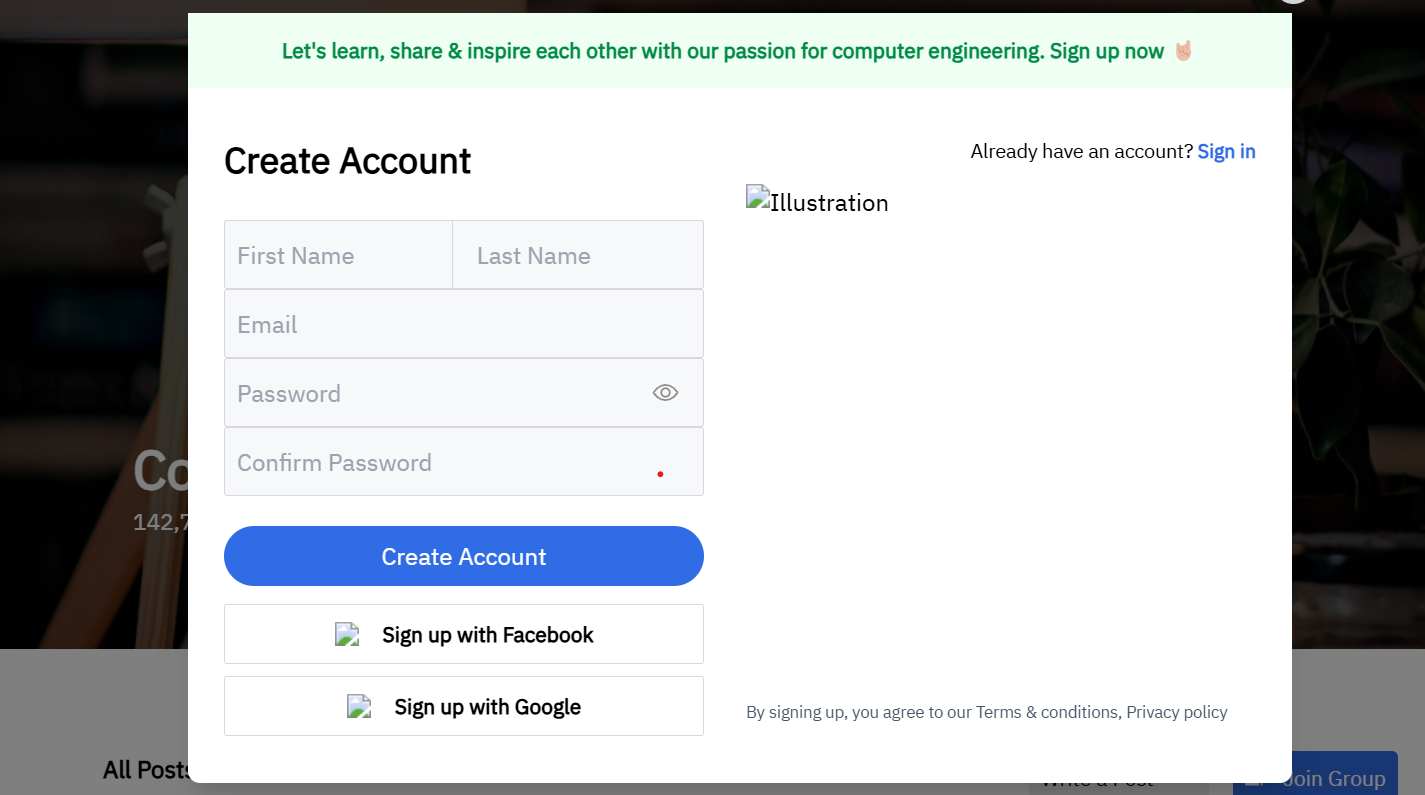 Let's learn, share & inspire each other with our passion for computer engineering. Sign up now 🤘🏼
Create Account
Already have an account? Sign in
Illustration
First Name
Last Name
Email
Password
Confirm Password
Co
142,7
Create Account
Sign up with Facebook
Sign up with Google
By signing up, you agree to our Terms & conditions, Privacy policy
All Posts
Write a Post
Join Group